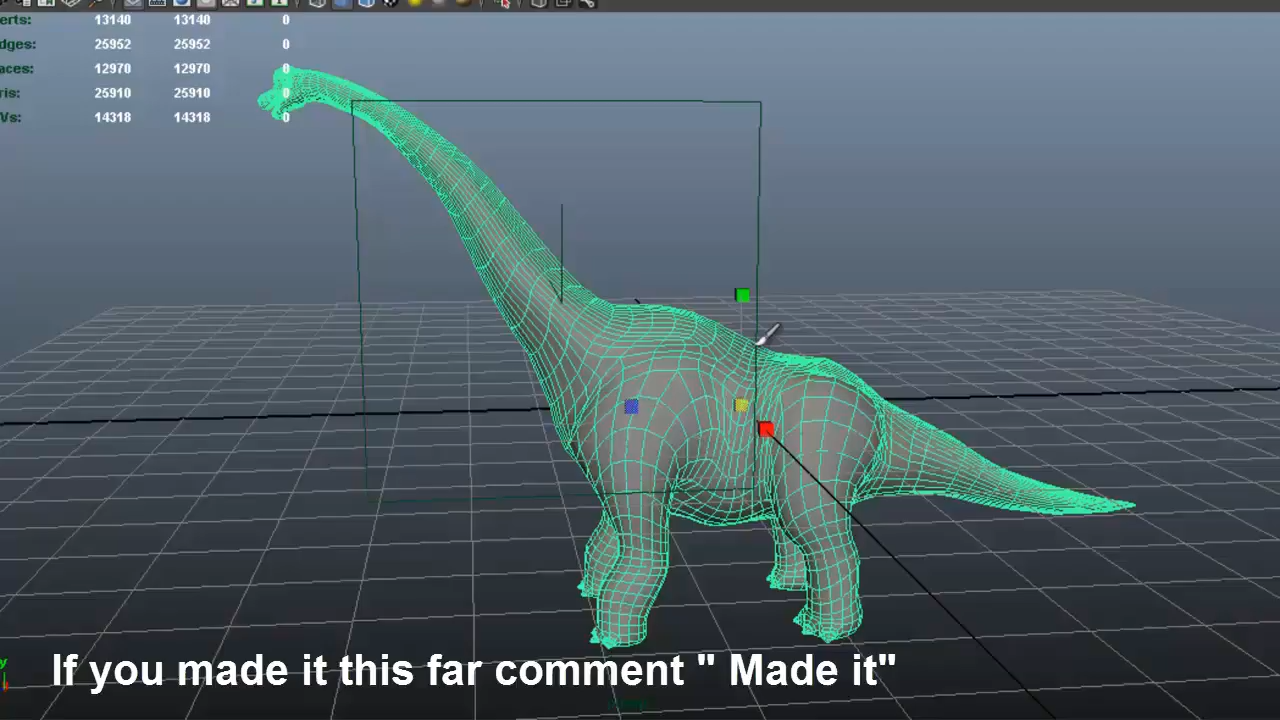 erts: 13140 13140 0
dges: 25952 25952 0
aces: 12970 12970 0
ris: 25910 25910 0
Vs: 14318 14318 0
y
If you made it this far comment " Made it"